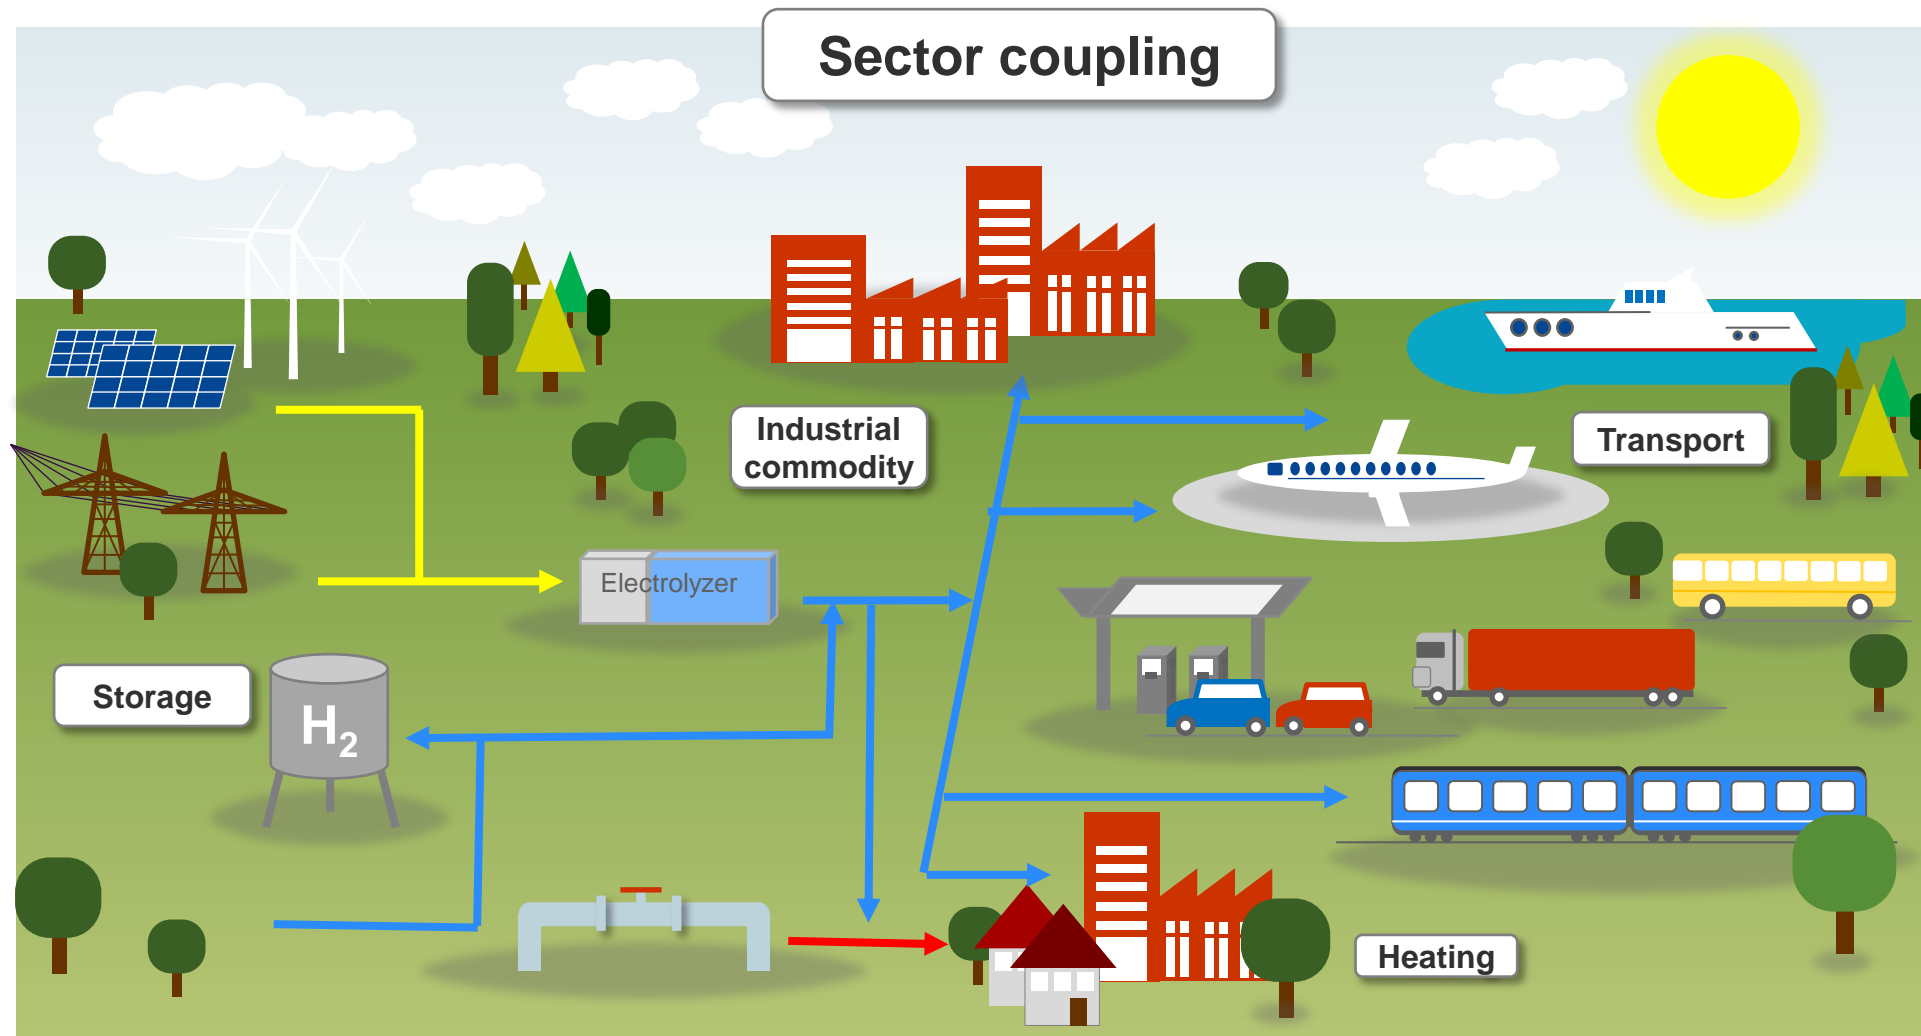 Sector coupling
Industrial
commodity
Transport
Electrolyzer
Storage
H₂
Heating